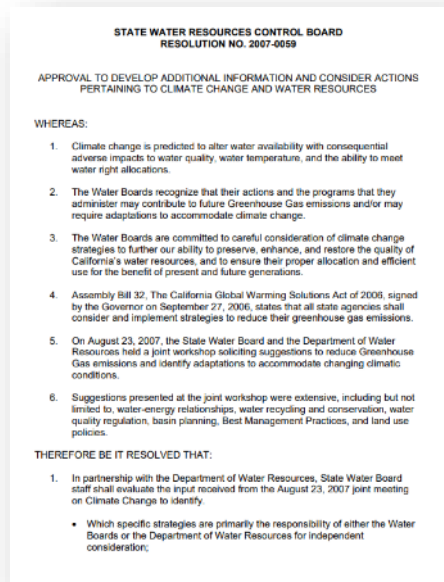 STATE WATER RESOURCES CONTROL BOARD
RESOLUTION NO. 2007-0059
APPROVAL TO DEVELOP ADDITIONAL INFORMATION AND CONSIDER ACTIONS
PERTAINING TO CLIMATE CHANGE AND WATER RESOURCES
WHEREAS:
1. Climate change is predicted to alter water availability with consequential
adverse impacts to water quality, water temperature, and the ability to meet
water right allocations.
2. The Water Boards recognize that their actions and the programs that they
administer may contribute to future Greenhouse Gas emissions and/or may
require adaptations to accommodate climate change.
3. The Water Boards are committed to careful consideration of climate change
strategies to further our ability to preserve, enhance, and restore the quality of
California's water resources, and to ensure their proper allocation and efficient
use for the benefit of present and future generations.
4. Assembly Bill 32, The California Global Warming Solutions Act of 2006, signed
by the Governor on September 27, 2006, states that all state agencies shall
consider and implement strategies to reduce their greenhouse gas emissions.
5. On August 23, 2007, the State Water Board and the Department of Water
Resources held a joint workshop soliciting suggestions to reduce Greenhouse
Gas emissions and identify adaptations to accommodate changing climatic
conditions.
6. Suggestions presented at the joint workshop were extensive, including but not
limited to, water-energy relationships, water recycling and conservation, water
quality regulation, basin planning, Best Management Practices, and land use
policies.
THEREFORE BE IT RESOLVED THAT:
1. In partnership with the Department of Water Resources, State Water Board
staff shall evaluate the input received from the August 23, 2007 joint meeting
on Climate Change to identify.
• Which specific strategies are primarily the responsibility of either the Water
Boards or the Department of Water Resources for independent
consideration;